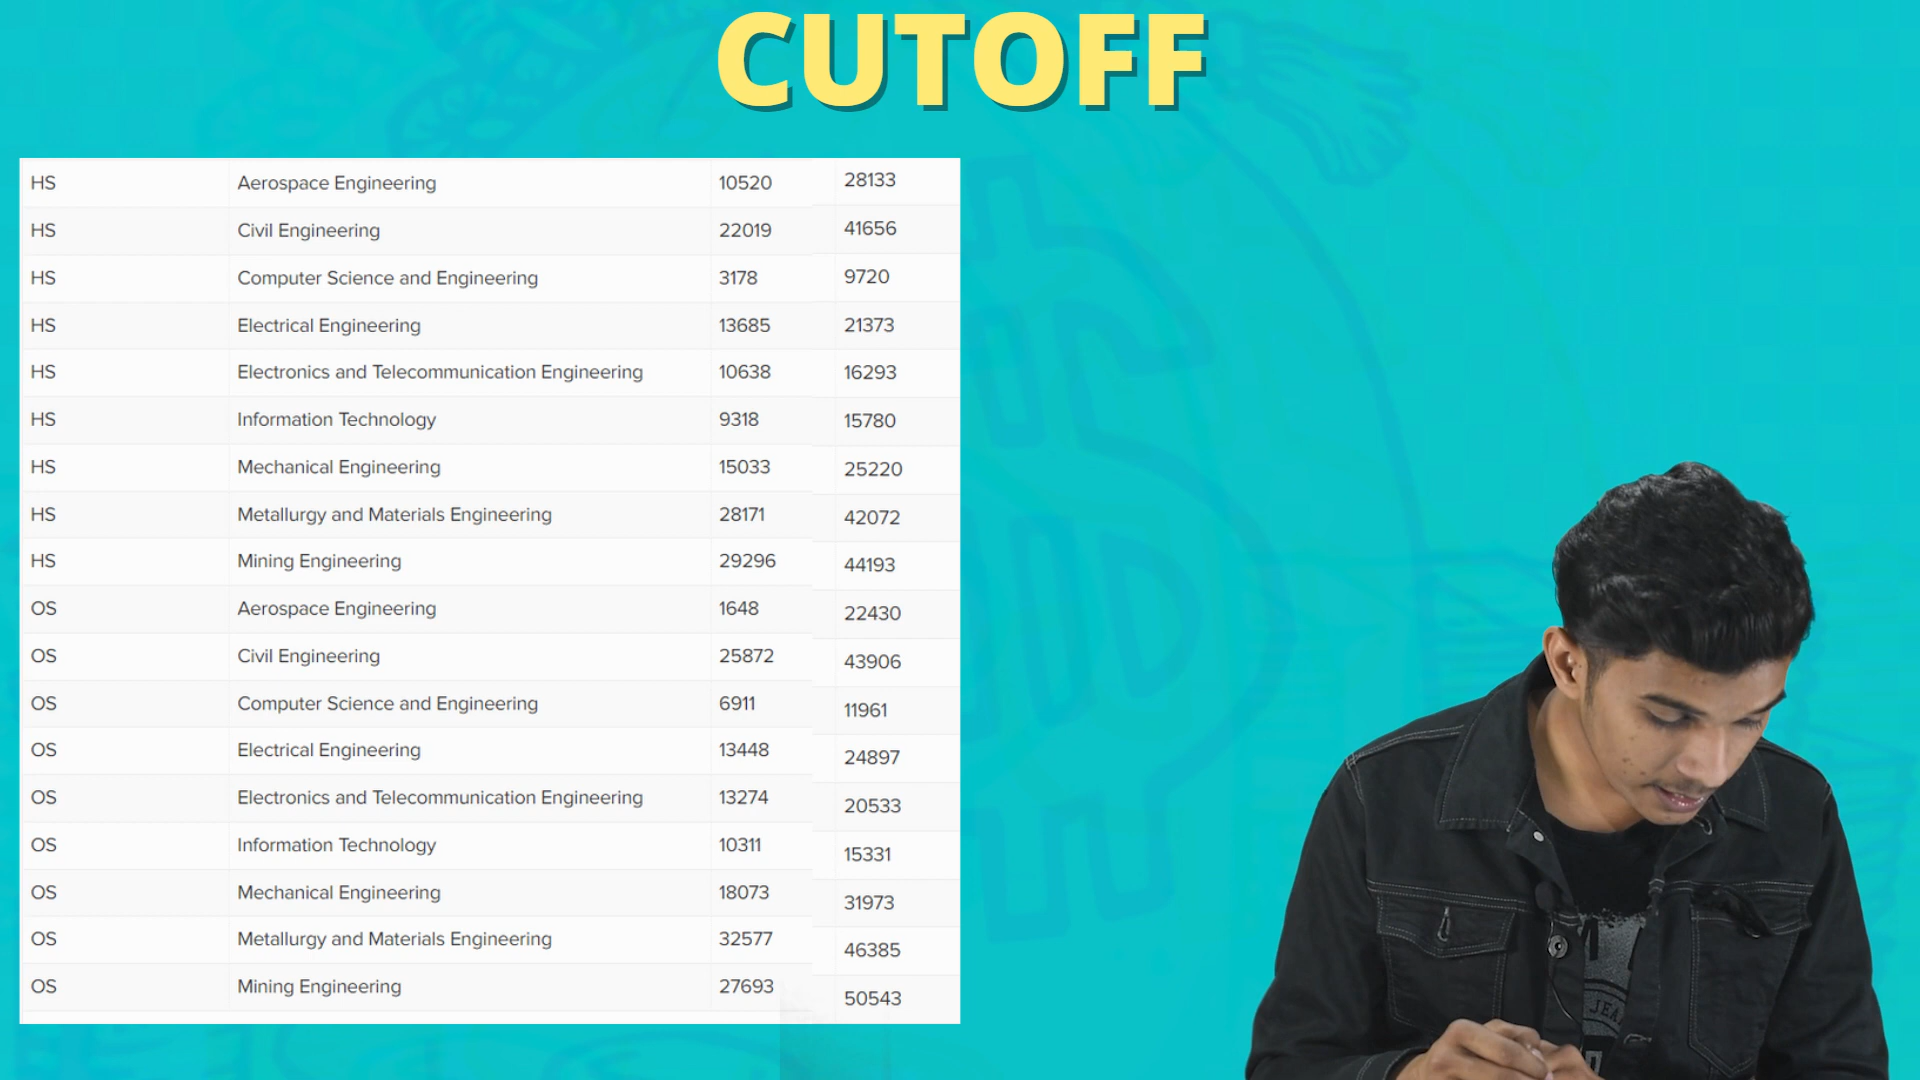 CUTOFF
HS Aerospace Engineering 10520 28133
HS Civil Engineering 22019 41656
HS Computer Science and Engineering 3178 9720
HS Electrical Engineering 13685 21373
HS Electronics and Telecommunication Engineering 10638 16293
HS Information Technology 9318 15780
HS Mechanical Engineering 15033 25220
HS Metallurgy and Materials Engineering 28171 42072
HS Mining Engineering 29296 44193
OS Aerospace Engineering 1648 22430
OS Civil Engineering 25872 43906
OS Computer Science and Engineering 6911 11961
OS Electrical Engineering 13448 24897
OS Electronics and Telecommunication Engineering 13274 20533
OS Information Technology 10311 15331
OS Mechanical Engineering 18073 31973
OS Metallurgy and Materials Engineering 32577 46385
OS Mining Engineering 27693 50543